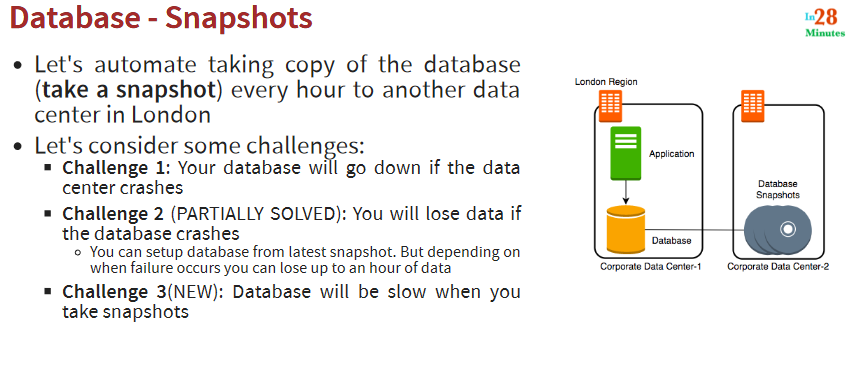 Database - Snapshots
In28
Minutes
• Let's automate taking copy of the database
(take a snapshot) every hour to another data
center in London
• Let's consider some challenges:
▪ Challenge 1: Your database will go down if the data
center crashes
▪ Challenge 2 (PARTIALLY SOLVED): You will lose data if
the database crashes
◦ You can setup database from latest snapshot. But depending on
when failure occurs you can lose up to an hour of data
▪ Challenge 3(NEW): Database will be slow when you
take snapshots
London Region
Application
Database
Corporate Data Center-1
Database
Snapshots
Corporate Data Center-2